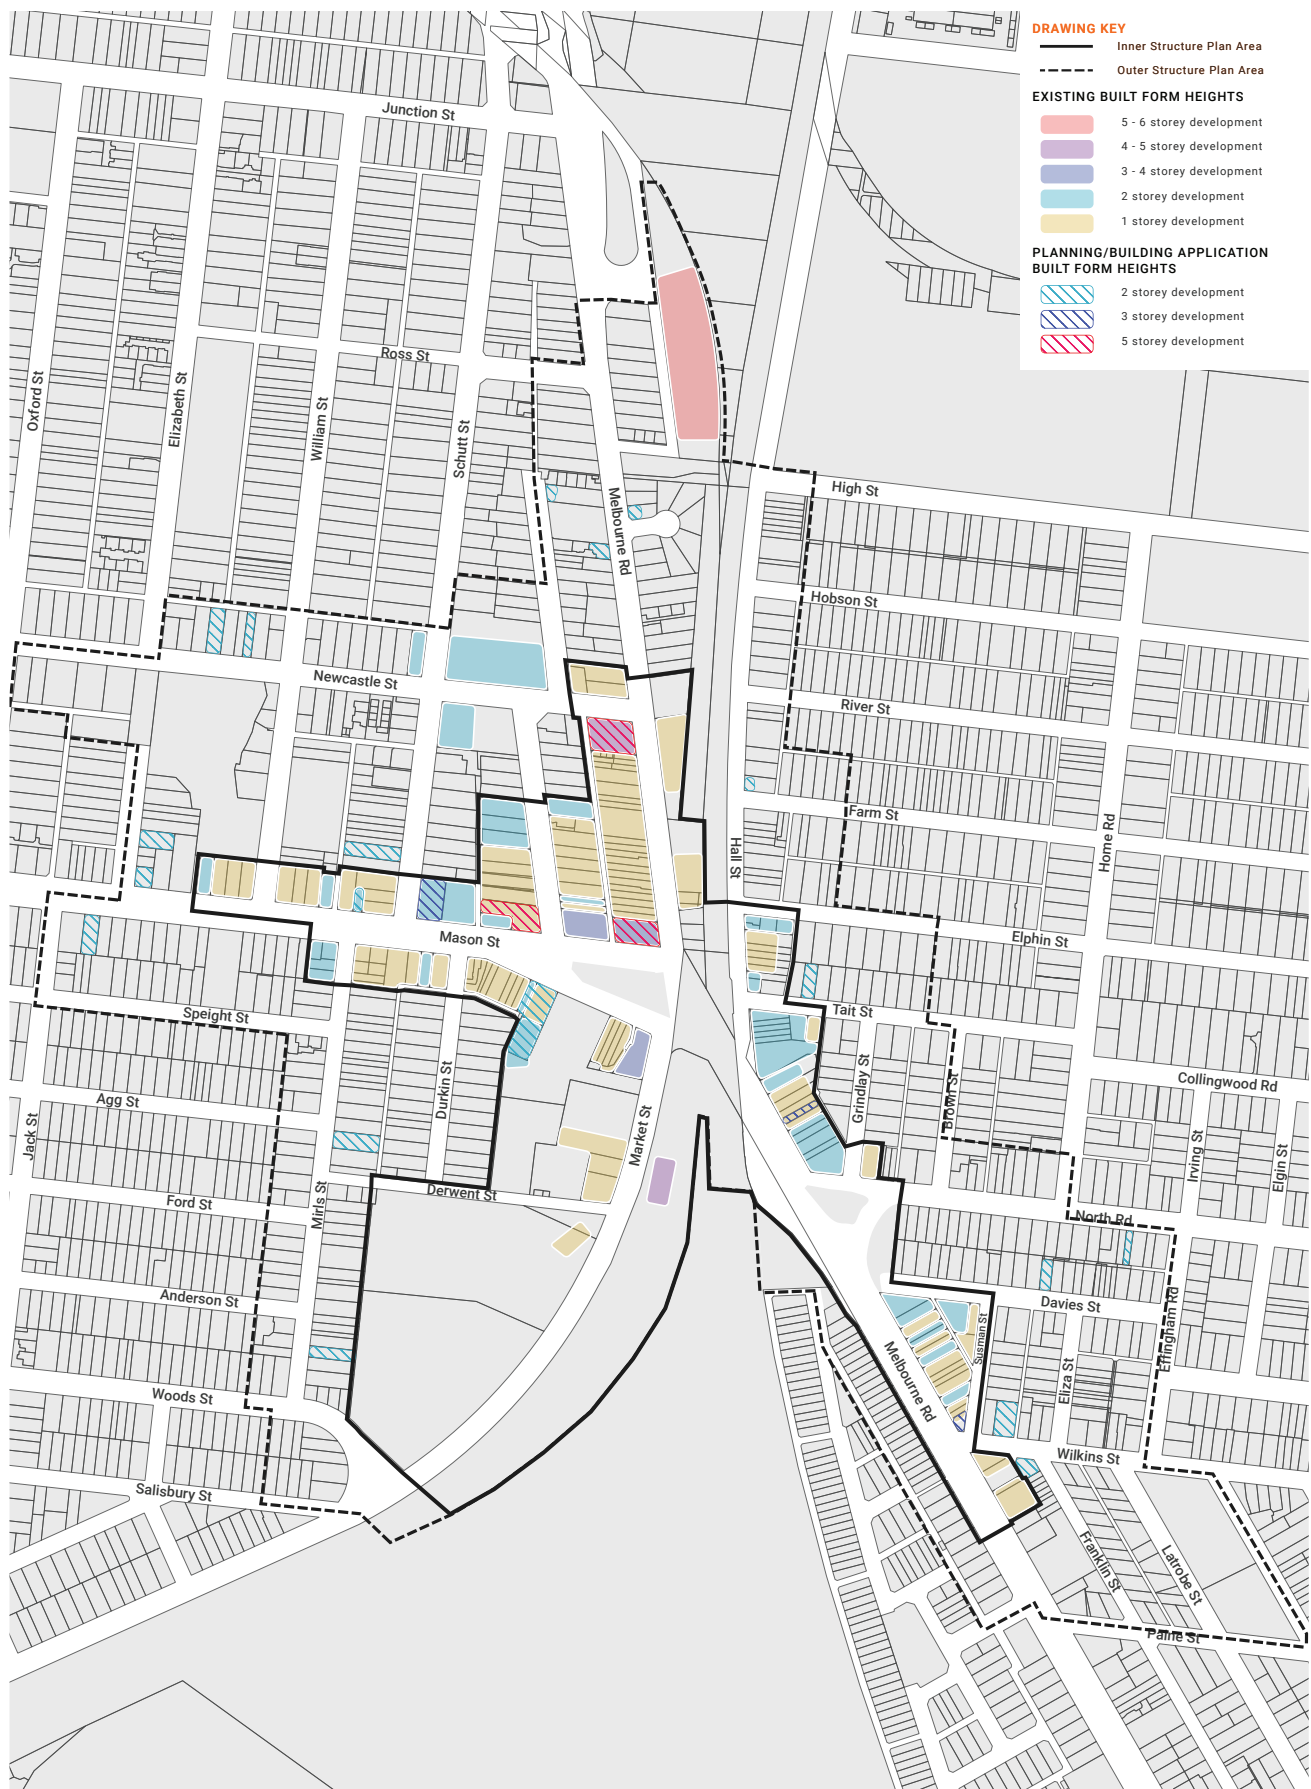 DRAWING KEY
Inner Structure Plan Area
Outer Structure Plan Area
EXISTING BUILT FORM HEIGHTS
5 - 6 storey development
4 - 5 storey development
3 - 4 storey development
2 storey development
1 storey development
PLANNING/BUILDING APPLICATION
BUILT FORM HEIGHTS
2 storey development
3 storey development
5 storey development
Junction St
Ross St
Oxford St
Elizabeth St
William St
Schutt St
Melbourne Rd
High St
Hobson St
Newcastle St
River St
Farm St
Hall St
Home Rd
Mason St
Elphin St
Speight St
Tait St
Durkin St
Grindlay St
Brown St
Collingwood Rd
Agg St
Jack St
Market St
Irving St
Elgin St
Ford St
Mirls St
Derwent St
North Rd
Anderson St
Davies St
Susman St
Effingham Rd
Woods St
Melbourne Rd
Eliza St
Wilkins St
Salisbury St
Franklin St
Latrobe St
Paine St